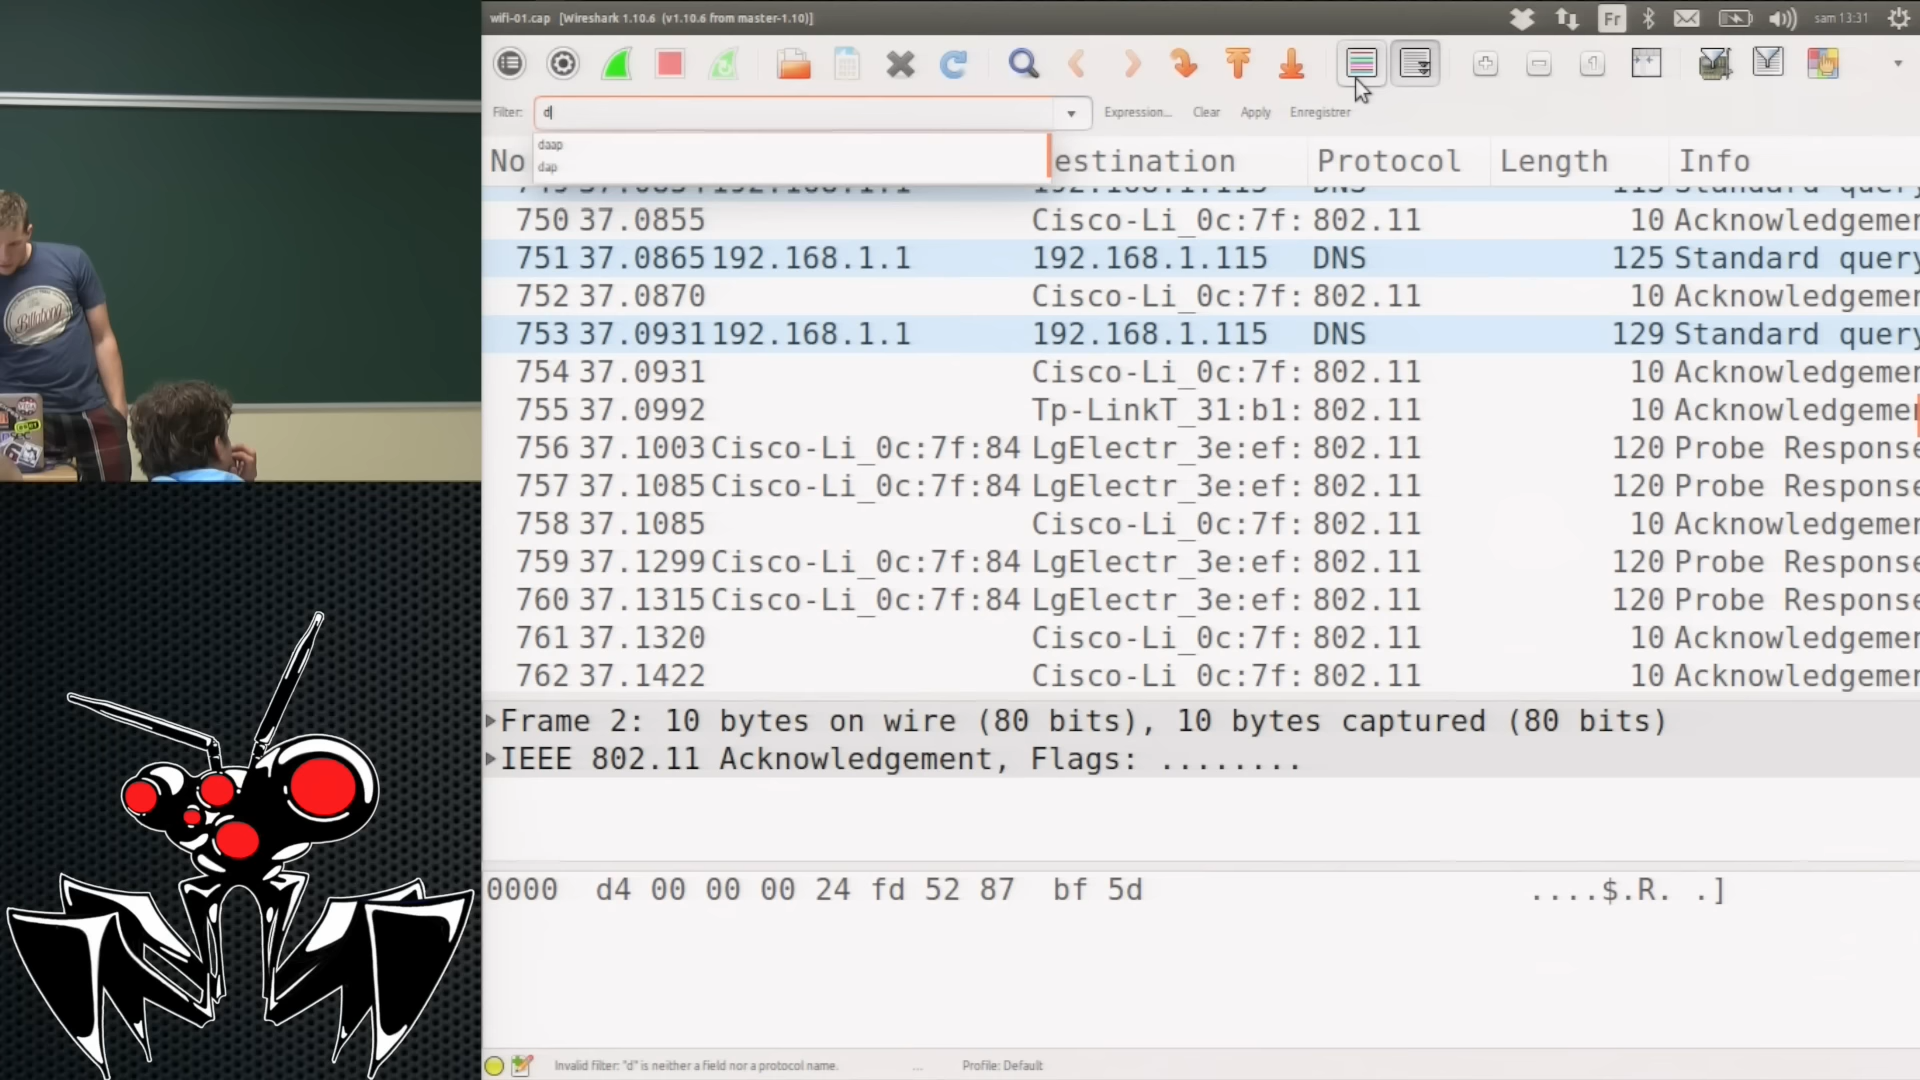 wifi-01.cap [Wireshark 1.10.6 (v1.10.6 from master-1.10)]
Fr
sam 13:31
Filter: d
Expression... Clear Apply Enregistrer
daap
dap
No estination Protocol Length Info
750 37.0855 Cisco-Li_0c:7f: 802.11 10 Acknowledgemen
751 37.0865 192.168.1.1 192.168.1.115 DNS 125 Standard query
752 37.0870 Cisco-Li_0c:7f: 802.11 10 Acknowledgemen
753 37.0931 192.168.1.1 192.168.1.115 DNS 129 Standard query
754 37.0931 Cisco-Li_0c:7f: 802.11 10 Acknowledgemen
755 37.0992 Tp-LinkT_31:b1: 802.11 10 Acknowledgemen
756 37.1003 Cisco-Li_0c:7f:84 LgElectr_3e:ef: 802.11 120 Probe Response
757 37.1085 Cisco-Li_0c:7f:84 LgElectr_3e:ef: 802.11 120 Probe Response
758 37.1085 Cisco-Li_0c:7f: 802.11 10 Acknowledgemen
759 37.1299 Cisco-Li_0c:7f:84 LgElectr_3e:ef: 802.11 120 Probe Response
760 37.1315 Cisco-Li_0c:7f:84 LgElectr_3e:ef: 802.11 120 Probe Response
761 37.1320 Cisco-Li_0c:7f: 802.11 10 Acknowledgemen
762 37.1422 Cisco-Li_0c:7f: 802.11 10 Acknowledgemen
Frame 2: 10 bytes on wire (80 bits), 10 bytes captured (80 bits)
IEEE 802.11 Acknowledgement, Flags: ........
0000 d4 00 00 00 24 fd 52 87 bf 5d ....$.R. .]
Invalid filter: "d" is neither a field nor a protocol name. ... Profile: Default
Billabong